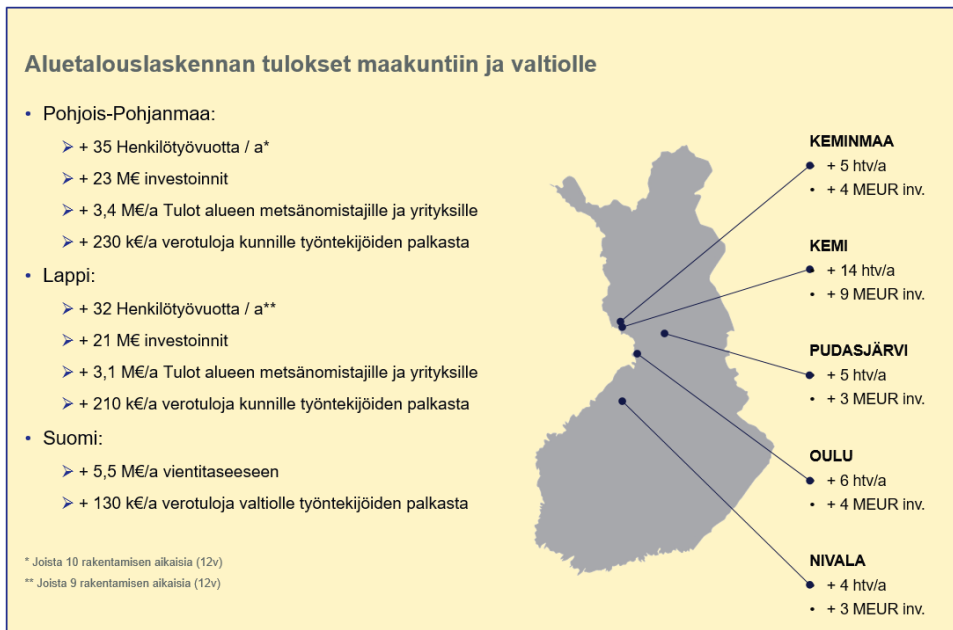 Aluetalouslaskennan tulokset maakuntiin ja valtiolle
• Pohjois-Pohjanmaa:
➢ + 35 Henkilötyövuotta / a*
➢ + 23 M€ investoinnit
➢ + 3,4 M€/a Tulot alueen metsänomistajille ja yrityksille
➢ + 230 k€/a verotuloja kunnille työntekijöiden palkasta
• Lappi:
➢ + 32 Henkilötyövuotta / a**
➢ + 21 M€ investoinnit
➢ + 3,1 M€/a Tulot alueen metsänomistajille ja yrityksille
➢ + 210 k€/a verotuloja kunnille työntekijöiden palkasta
• Suomi:
➢ + 5,5 M€/a vientitaseeseen
➢ + 130 k€/a verotuloja valtiolle työntekijöiden palkasta
* Joista 10 rakentamisen aikaisia (12v)
** Joista 9 rakentamisen aikaisia (12v)
KEMINMAA
• + 5 htv/a
• + 4 MEUR inv.
KEMI
• + 14 htv/a
• + 9 MEUR inv.
PUDASJÄRVI
• + 5 htv/a
• + 3 MEUR inv.
OULU
• + 6 htv/a
• + 4 MEUR inv.
NIVALA
• + 4 htv/a
• + 3 MEUR inv.